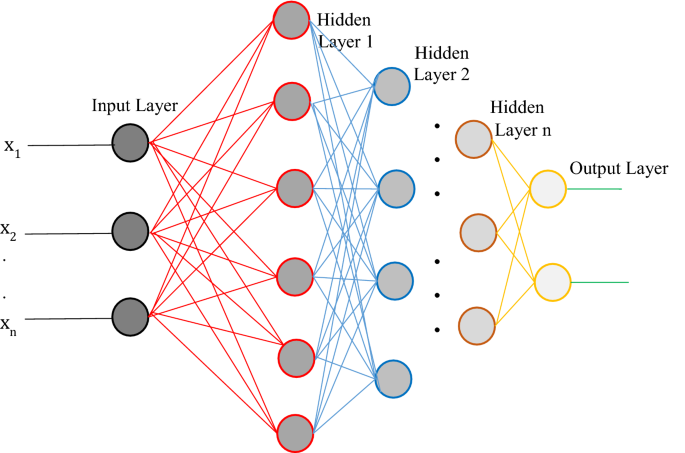 Hidden
Layer 1
Hidden
Layer 2
Input Layer
Hidden
Layer n
x1
Output Layer
x2
.
.
xn